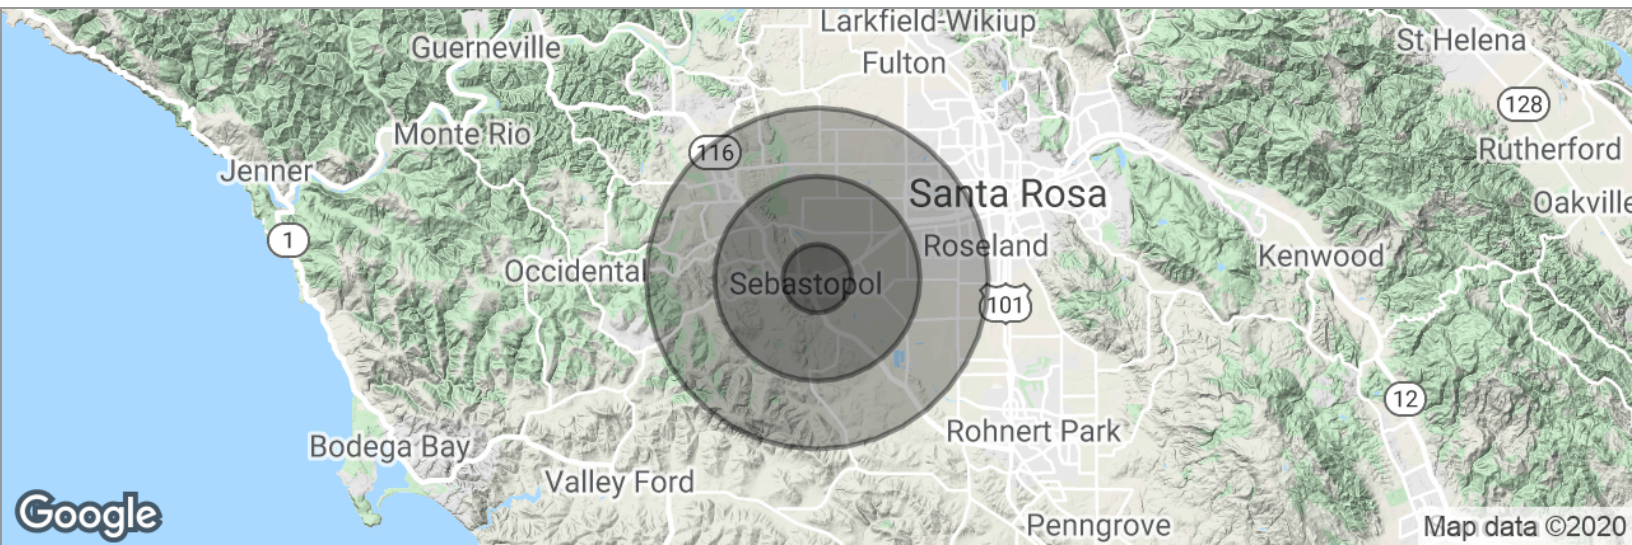 Larkfield-Wikiup
Guerneville
St Helena
Fulton
128
Monte Rio
116
Rutherford
Jenner
Santa Rosa
Oakville
1
Roseland
Kenwood
Occidental
Sebastopol
101
12
Rohnert Park
Bodega Bay
Valley Ford
Google
Penngrove
Map data ©2020